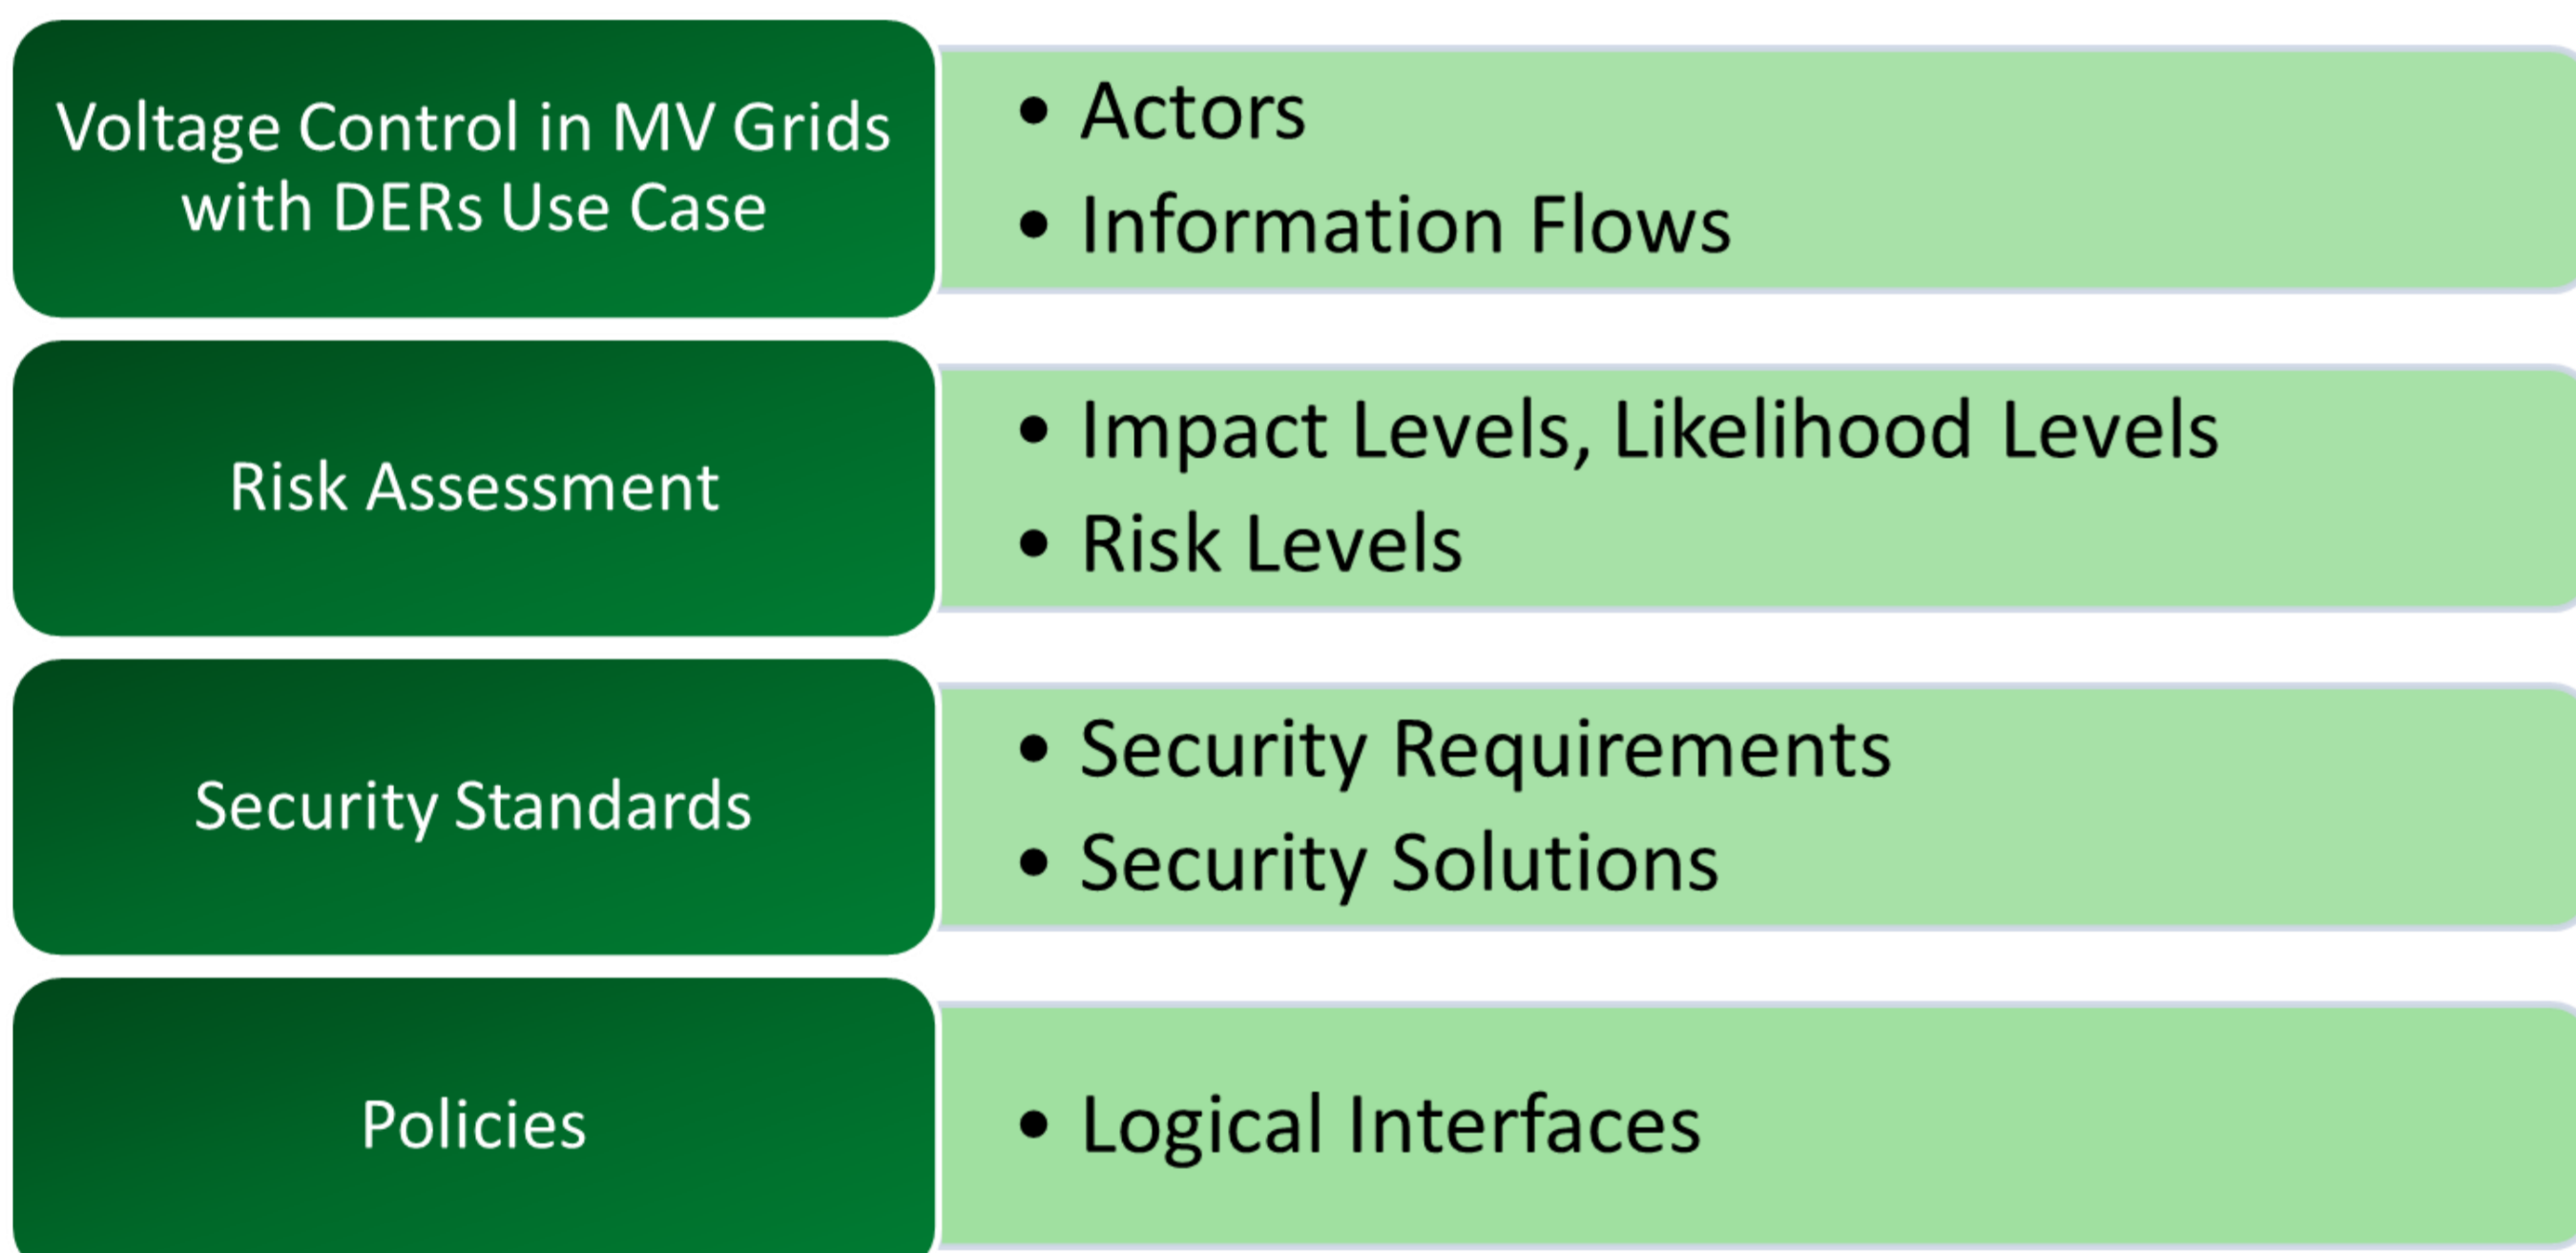 Voltage Control in MV Grids
with DERs Use Case
• Actors
• Information Flows
Risk Assessment
• Impact Levels, Likelihood Levels
• Risk Levels
Security Standards
• Security Requirements
• Security Solutions
Policies
• Logical Interfaces